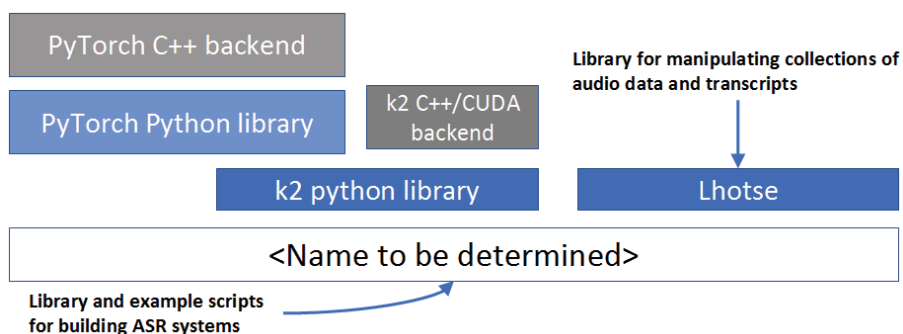 PyTorch C++ backend
Library for manipulating collections of
audio data and transcripts
PyTorch Python library
k2 C++/CUDA
backend
k2 python library
Lhotse
<Name to be determined>
Library and example scripts
for building ASR systems